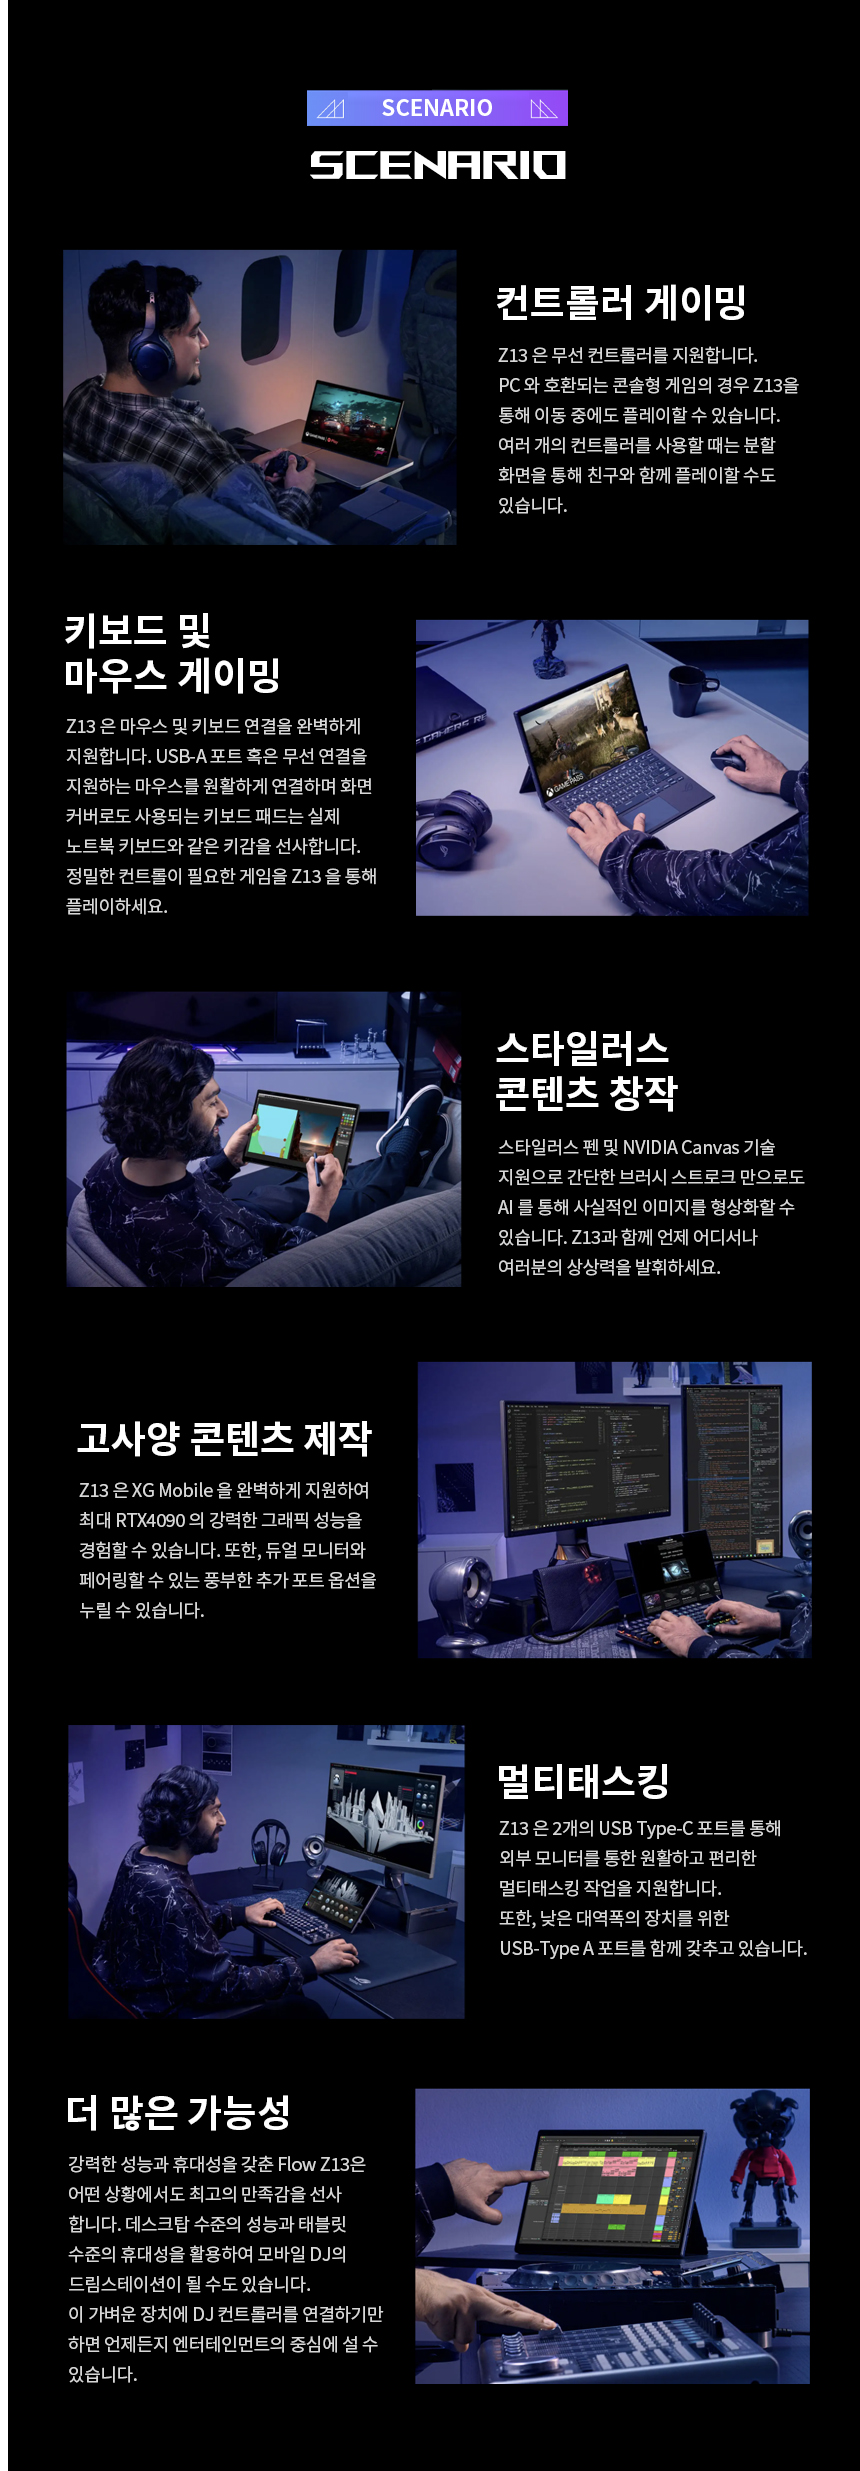 SCENARIO
SCENARIO
컨트롤러 게이밍
Z13 은 무선 컨트롤러를 지원합니다.
PC 와 호환되는 콘솔형 게임의 경우 Z13을
통해 이동 중에도 플레이할 수 있습니다.
여러 개의 컨트롤러를 사용할 때는 분할
화면을 통해 친구와 함께 플레이할 수도
있습니다.
키보드 및
마우스 게이밍
Z13 은 마우스 및 키보드 연결을 완벽하게
지원합니다. USB-A 포트 혹은 무선 연결을
지원하는 마우스를 원활하게 연결하며 화면
커버로도 사용되는 키보드 패드는 실제
노트북 키보드와 같은 키감을 선사합니다.
정밀한 컨트롤이 필요한 게임을 Z13 을 통해
플레이하세요.
GAME PASS
스타일러스
콘텐츠 창작
스타일러스 펜 및 NVIDIA Canvas 기술
지원으로 간단한 브러시 스트로크 만으로도
AI 를 통해 사실적인 이미지를 형상화할 수
있습니다. Z13과 함께 언제 어디서나
여러분의 상상력을 발휘하세요.
고사양 콘텐츠 제작
Z13 은 XG Mobile 을 완벽하게 지원하여
최대 RTX4090 의 강력한 그래픽 성능을
경험할 수 있습니다. 또한, 듀얼 모니터와
페어링할 수 있는 풍부한 추가 포트 옵션을
누릴 수 있습니다.
멀티태스킹
Z13 은 2개의 USB Type-C 포트를 통해
외부 모니터를 통한 원활하고 편리한
멀티태스킹 작업을 지원합니다.
또한, 낮은 대역폭의 장치를 위한
USB-Type A 포트를 함께 갖추고 있습니다.
더 많은 가능성
강력한 성능과 휴대성을 갖춘 Flow Z13은
어떤 상황에서도 최고의 만족감을 선사
합니다. 데스크탑 수준의 성능과 태블릿
수준의 휴대성을 활용하여 모바일 DJ의
드림스테이션이 될 수도 있습니다.
이 가벼운 장치에 DJ 컨트롤러를 연결하기만
하면 언제든지 엔터테인먼트의 중심에 설 수
있습니다.